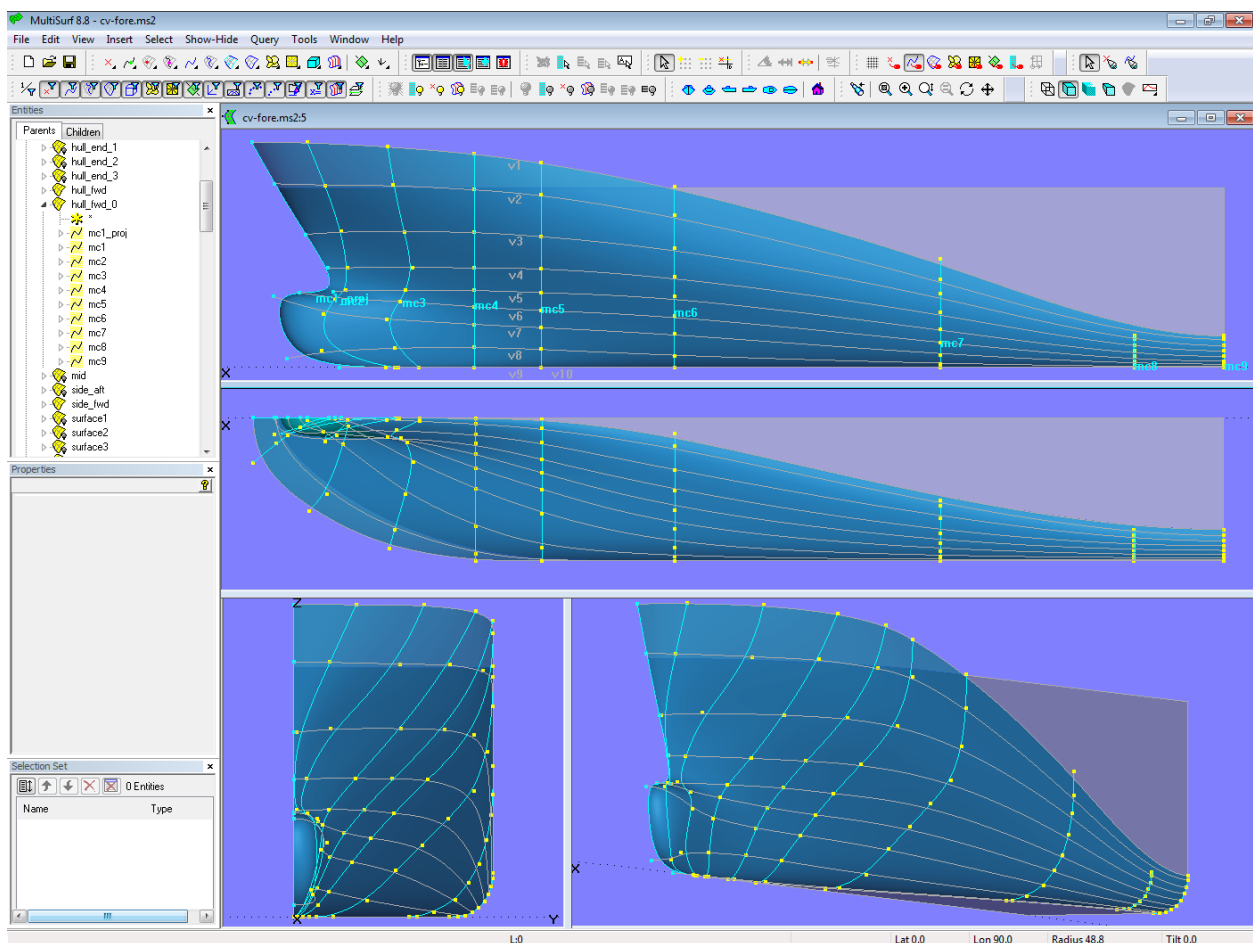 MultiSurf 8.8 - cv-fore.ms2
File Edit View Insert Select Show-Hide Query Tools Window Help
Entities
Parents Children
hull_end_1
hull_end_2
hull_end_3
hull_fwd
hull_fwd_0
*
mc1_proj
mc1
mc2
mc3
mc4
mc5
mc6
mc7
mc8
mc9
mid
side_aft
side_fwd
surface1
surface2
surface3
Properties
Selection Set
0 Entities
Name Type
cv-fore.ms2:5
v1
v2
v3
v4
v5
v6
v7
v8
v9 v10
mc3
mc4
mc5
mc6
mc7
mc8
mc9
X
X
Z
X
Y
X
L:0 Lat 0.0 Lon 90.0 Radius 48.8 Tilt 0.0